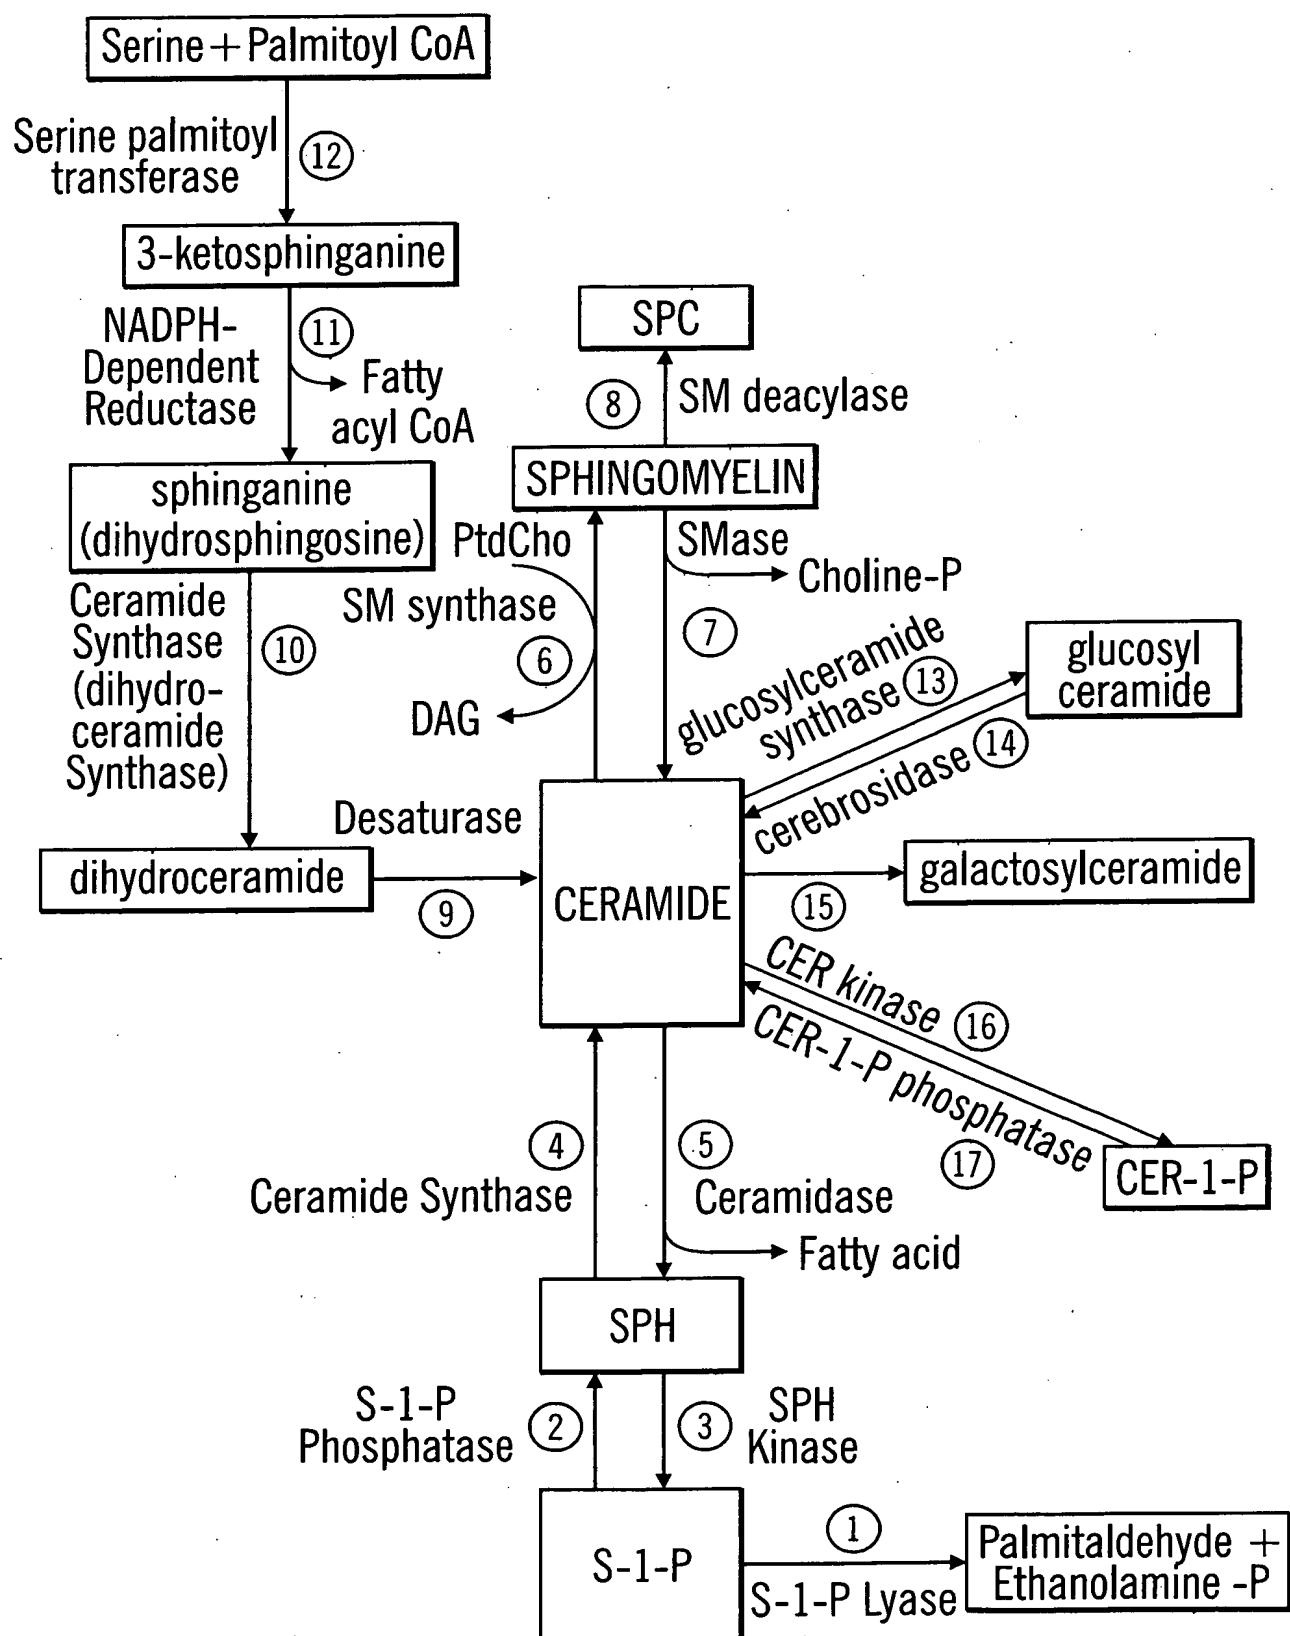 Serine+Palmitoyl CoA
Serine palmitoyl
transferase
12
3-ketosphinganine
NADPH-
Dependent
Reductase
11
Fatty
acyl CoA
sphinganine
(dihydrosphingosine)
Ceramide
Synthase
(dihydro-
ceramide
Synthase)
10
dihydroceramide
Desaturase
9
SPC
8
SM deacylase
SPHINGOMYELIN
PtdCho
SM synthase
6
DAG
SMase
Choline-P
7
glucosylceramide
synthase 13
cerebrosidase 14
glucosyl
ceramide
CERAMIDE
15
galactosylceramide
CER kinase 16
CER-1-P phosphatase
17
CER-1-P
4
Ceramide Synthase
5
Ceramidase
Fatty acid
SPH
S-1-P
Phosphatase
2
3
SPH
Kinase
S-1-P
1
S-1-P Lyase
Palmitaldehyde +
Ethanolamine -P